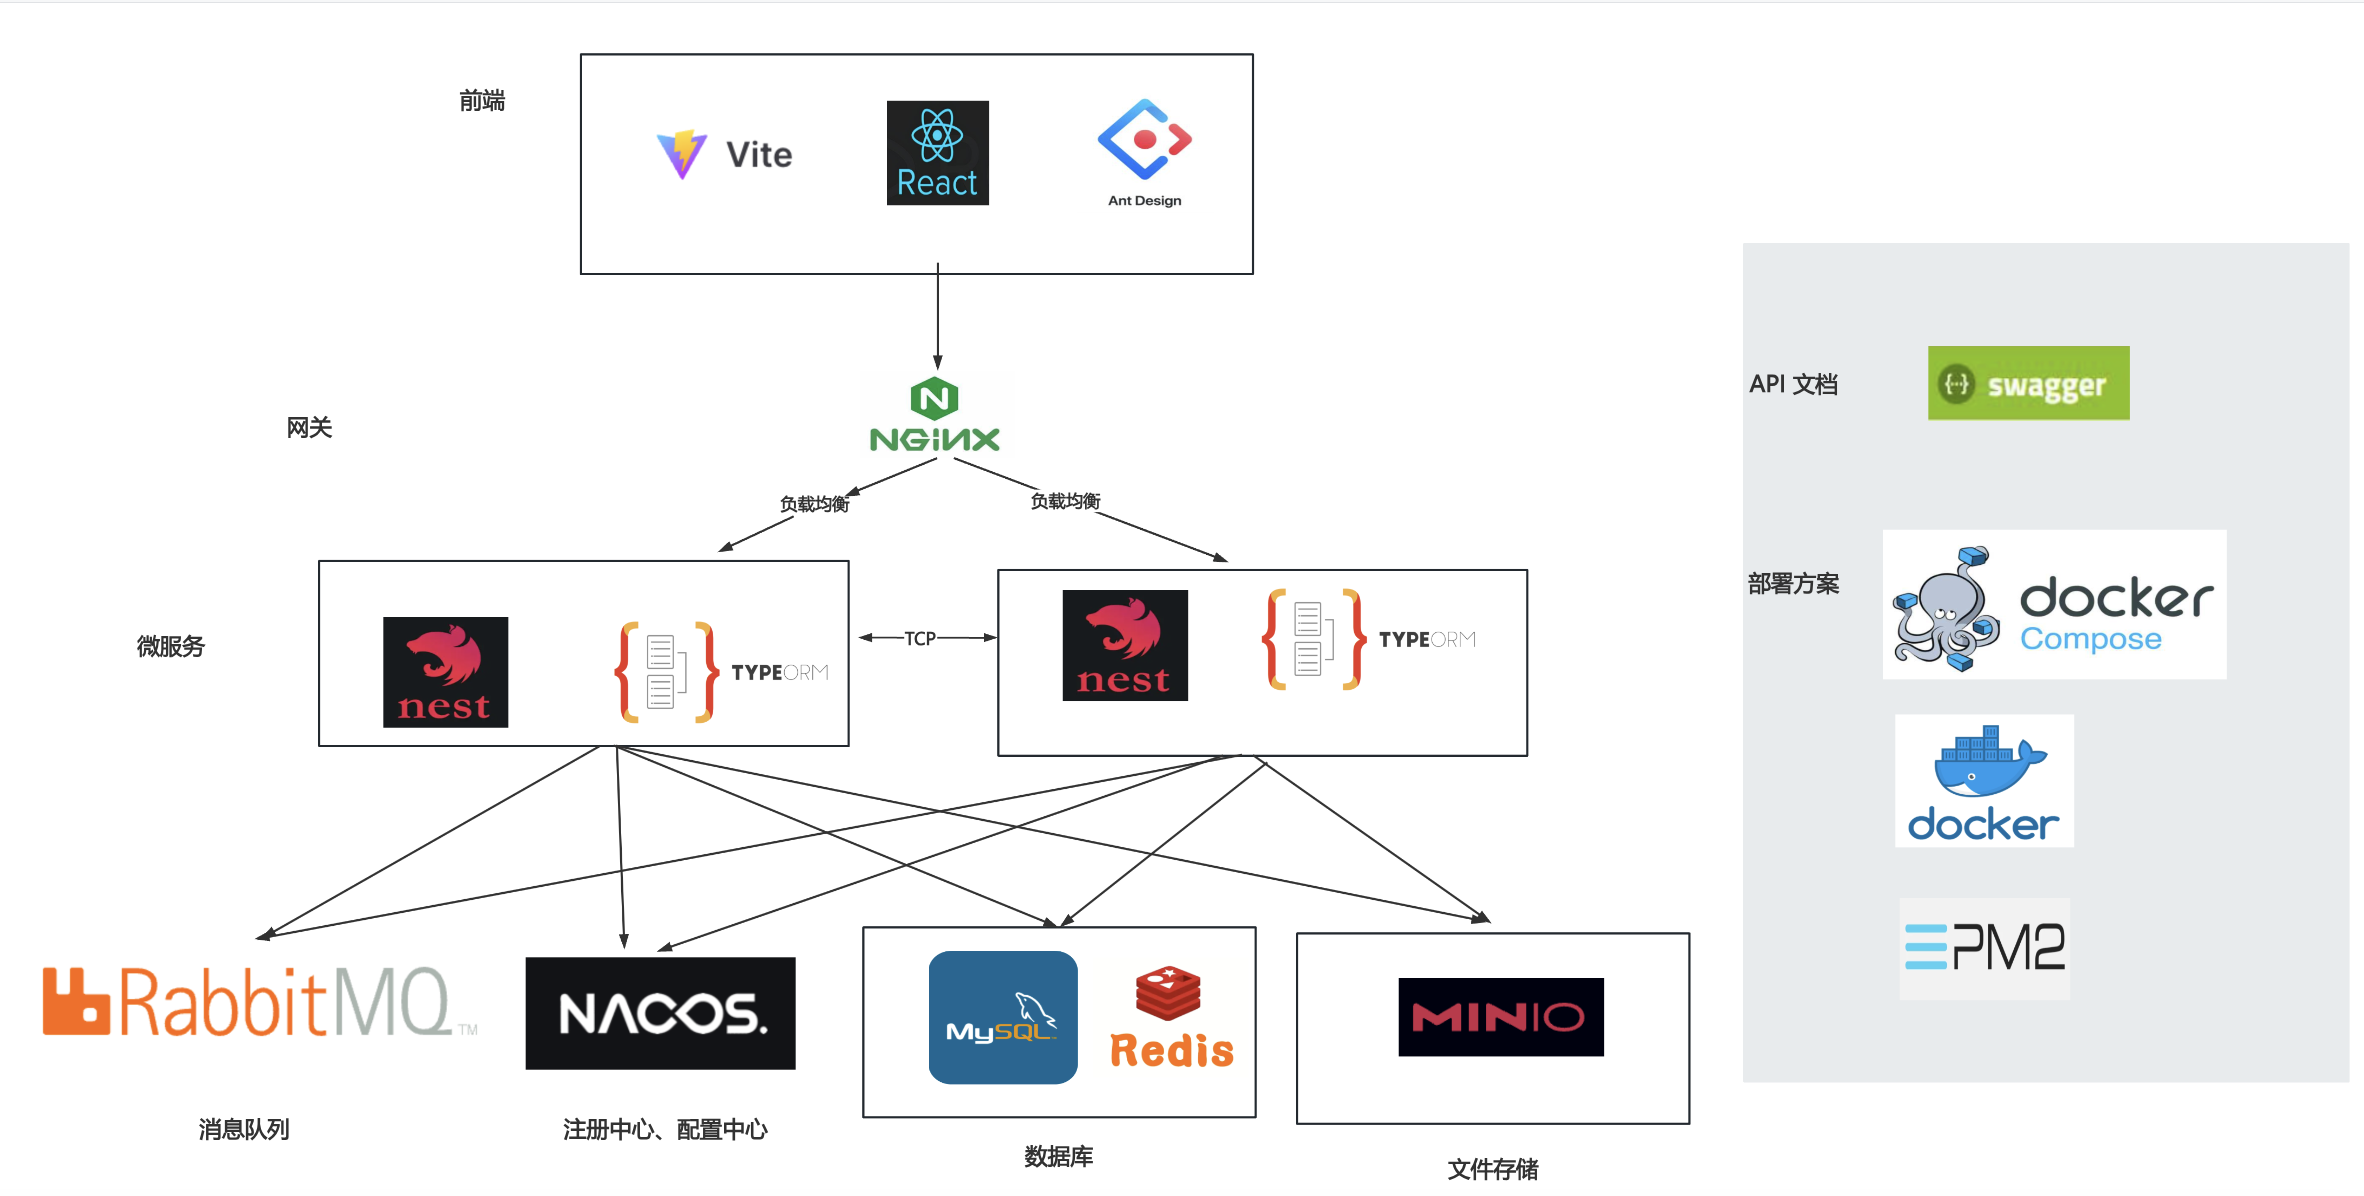 前端
Vite
React
Ant Design
网关
NGiNX
负载均衡
负载均衡
微服务
nest
TYPEORM
TCP
nest
TYPEORM
RabbitMQ™
消息队列
NACOS.
注册中心、配置中心
MySQL™
Redis
数据库
MINIO
文件存储
API 文档
{···} swagger
部署方案
docker
Compose
docker
PM2